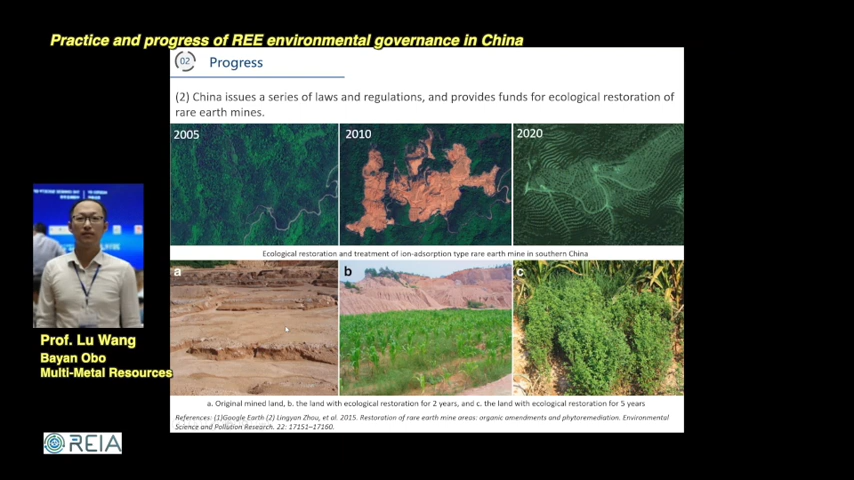 Practice and progress of REE environmental governance in China
02
Progress
(2) China issues a series of laws and regulations, and provides funds for ecological restoration of
rare earth mines.
2005
2010
2020
Ecological restoration and treatment of ion-adsorption type rare earth mine in southern China
a
b
c
a. Original mined land, b. the land with ecological restoration for 2 years, and c. the land with ecological restoration for 5 years
References: (1)Google Earth (2) Lingyan Zhou, et al. 2015. Restoration of rare earth mine areas: organic amendments and phytoremediation. Environmental
Science and Pollution Research. 22: 17151–17160.
Prof. Lu Wang
Bayan Obo
Multi-Metal Resources
REIA